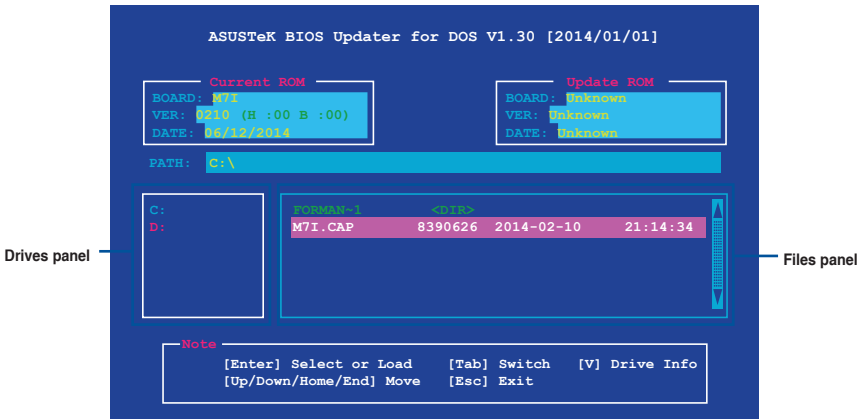 ASUSTeK BIOS Updater for DOS V1.30 [2014/01/01]
Current ROM
BOARD: M7I
VER: 0210 (H :00 B :00)
DATE: 06/12/2014
Update ROM
BOARD: Unknown
VER: Unknown
DATE: Unknown
PATH: C:\
C:
D:
FORMAN~1 <DIR>
M7I.CAP 8390626 2014-02-10 21:14:34
Drives panel
Files panel
Note
[Enter] Select or Load [Tab] Switch [V] Drive Info
[Up/Down/Home/End] Move [Esc] Exit